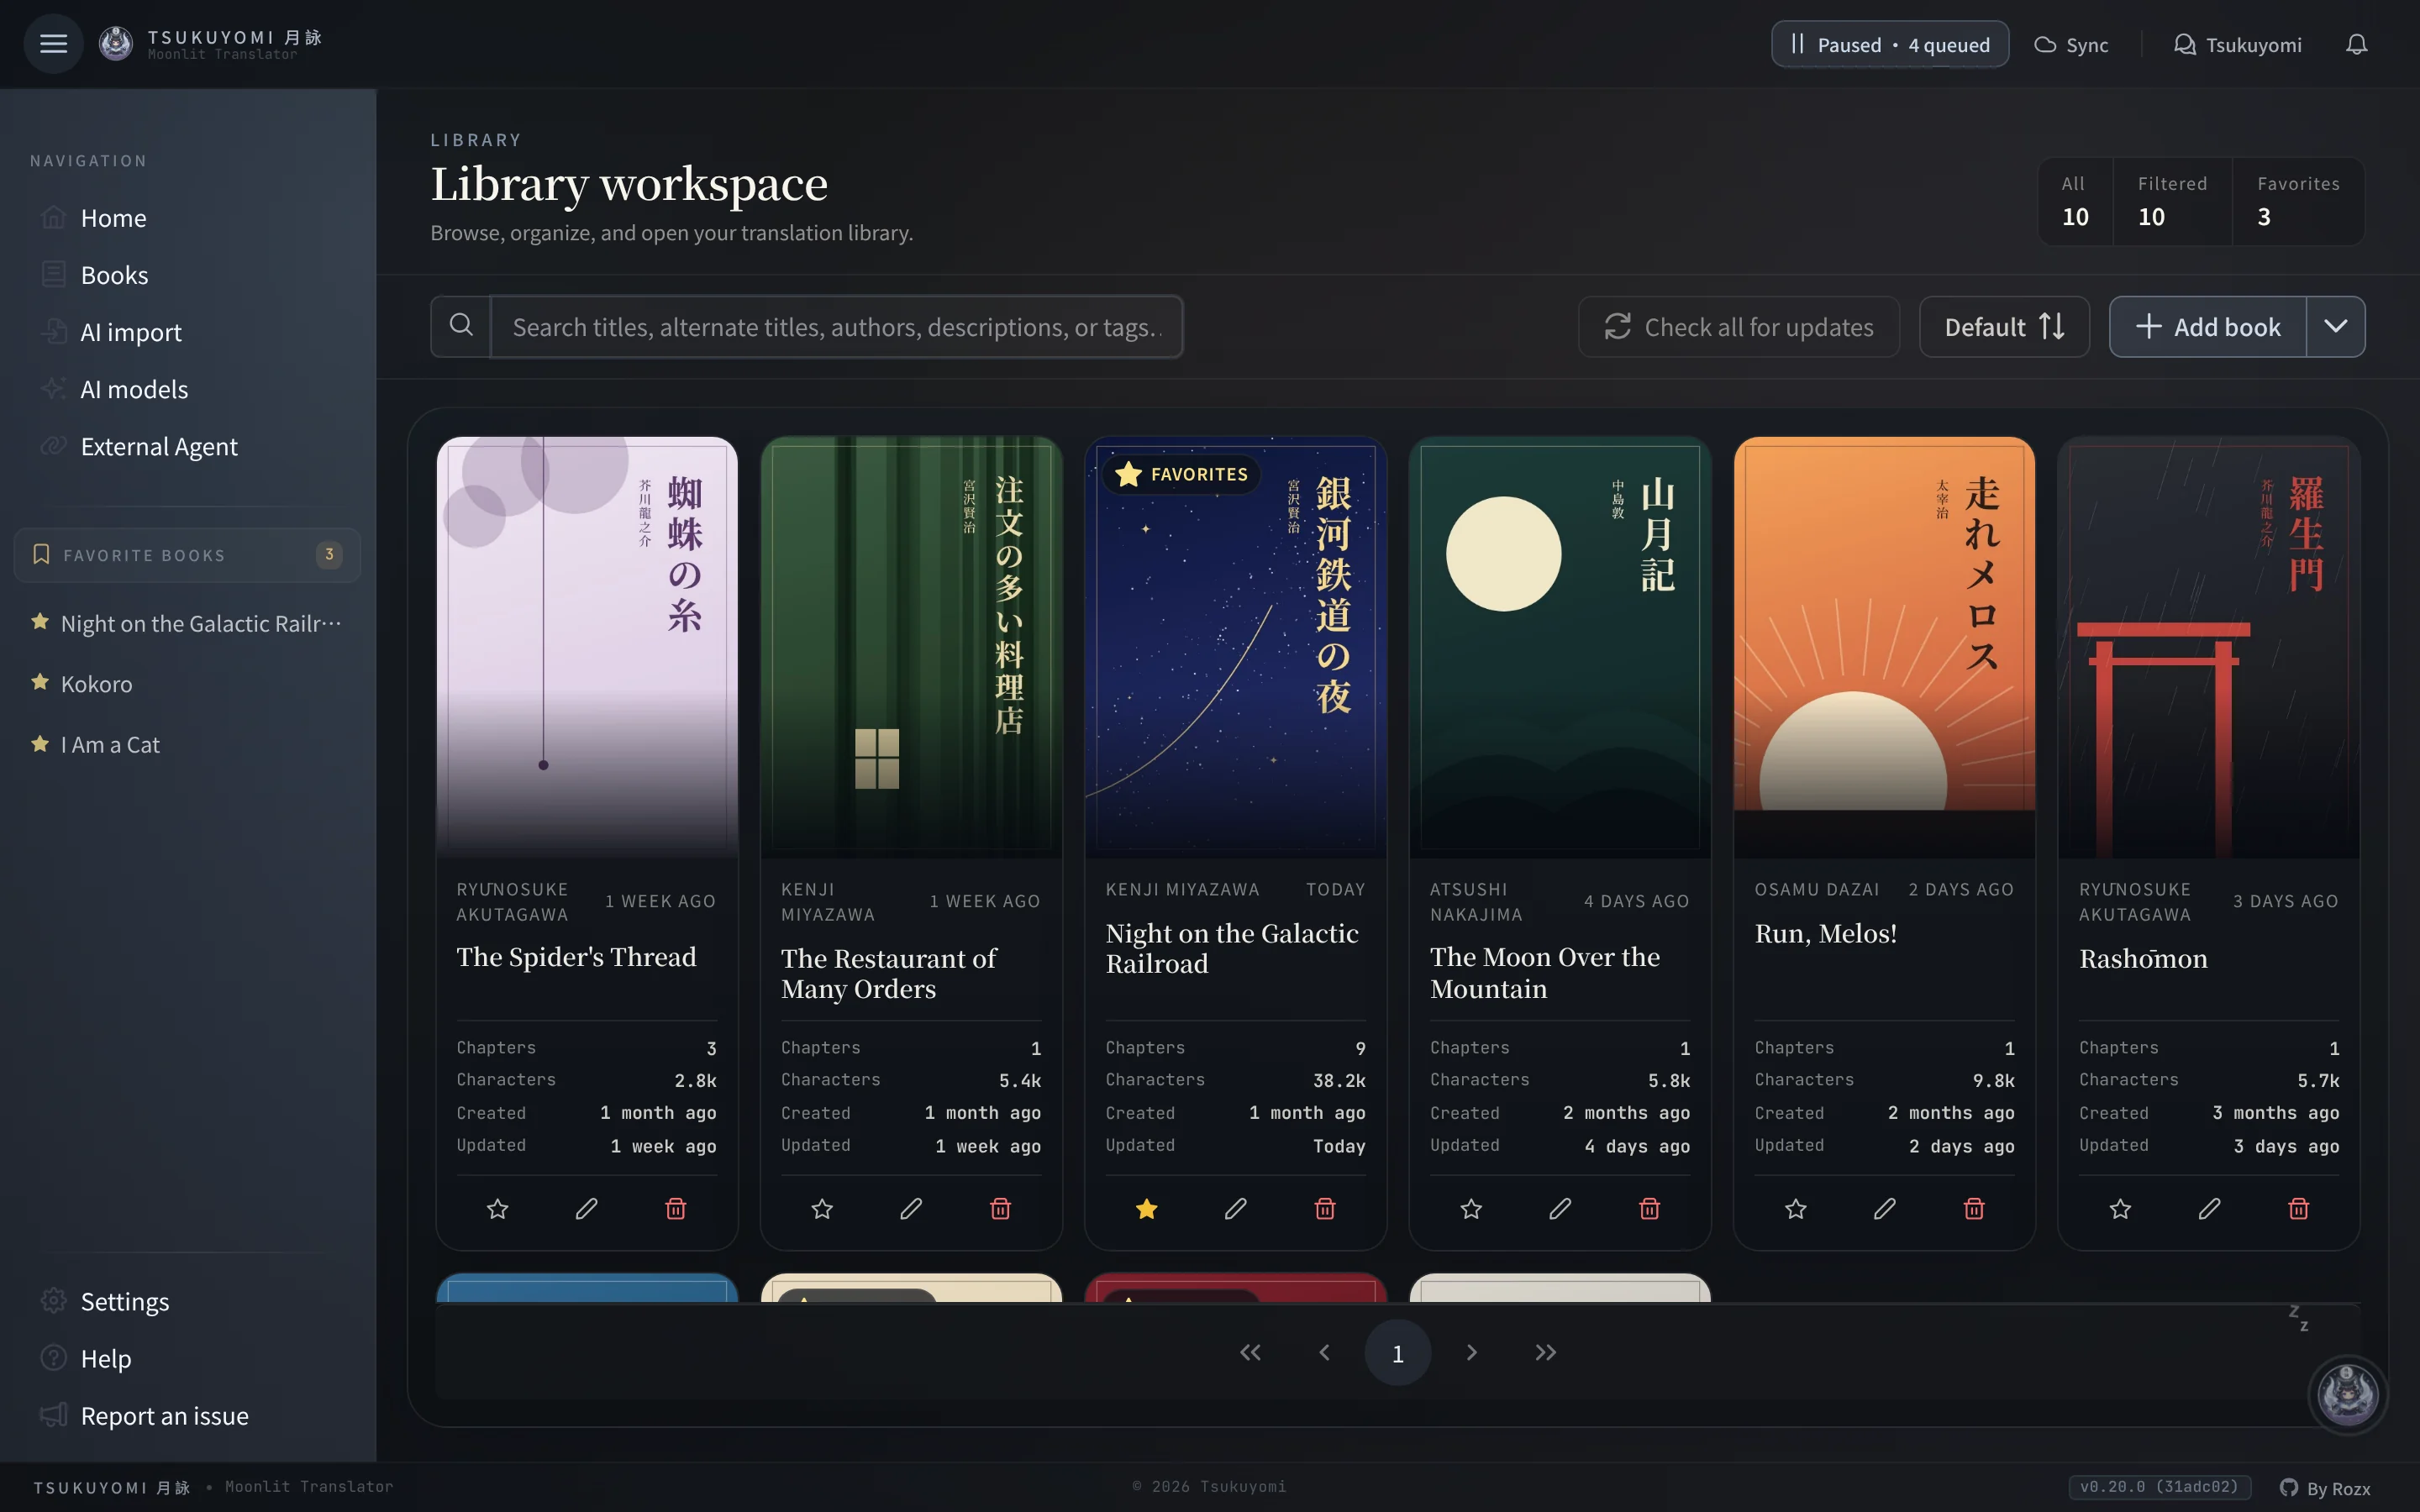 TSUKUYOMI 月詠
Moonlit Translator
Paused • 4 queued
Sync
Tsukuyomi
NAVIGATION
Home
Books
AI import
AI models
External Agent
FAVORITE BOOKS
3
Night on the Galactic Railr…
Kokoro
I Am a Cat
Settings
Help
Report an issue
LIBRARY
Library workspace
Browse, organize, and open your translation library.
All
10
Filtered
10
Favorites
3
Search titles, alternate titles, authors, descriptions, or tags..
Check all for updates
Default
Add book
蜘蛛の糸
芥川龍之介
RYŪNOSUKE
AKUTAGAWA
1 WEEK AGO
The Spider's Thread
Chapters 3
Characters 2.8k
Created 1 month ago
Updated 1 week ago
注文の多い料理店
宮沢賢治
KENJI
MIYAZAWA
1 WEEK AGO
The Restaurant of
Many Orders
Chapters 1
Characters 5.4k
Created 1 month ago
Updated 1 week ago
FAVORITES
銀河鉄道の夜
宮沢賢治
KENJI MIYAZAWA
TODAY
Night on the Galactic
Railroad
Chapters 9
Characters 38.2k
Created 1 month ago
Updated Today
山月記
中島敦
ATSUSHI
NAKAJIMA
4 DAYS AGO
The Moon Over the
Mountain
Chapters 1
Characters 5.8k
Created 2 months ago
Updated 4 days ago
走れメロス
太宰治
OSAMU DAZAI
2 DAYS AGO
Run, Melos!
Chapters 1
Characters 9.8k
Created 2 months ago
Updated 2 days ago
羅生門
芥川龍之介
RYŪNOSUKE
AKUTAGAWA
3 DAYS AGO
Rashōmon
Chapters 1
Characters 5.7k
Created 3 months ago
Updated 3 days ago
1
z
z
TSUKUYOMI 月詠 • Moonlit Translator
© 2026 Tsukuyomi
v0.20.0 (31adc02)
By Rozx